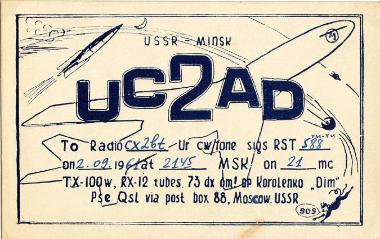 USSR - MINSK
UC2AD
To Radio CX2bt Ur cw/fone sigs RST 588
on 2.09.1961 at 2145 MSK on 21 mc
TX-100w, RX-12 tubes. 73 dx om! op Korolenko „Dim"
Pse Qsl via post box 88, Moscow. USSR
SOS